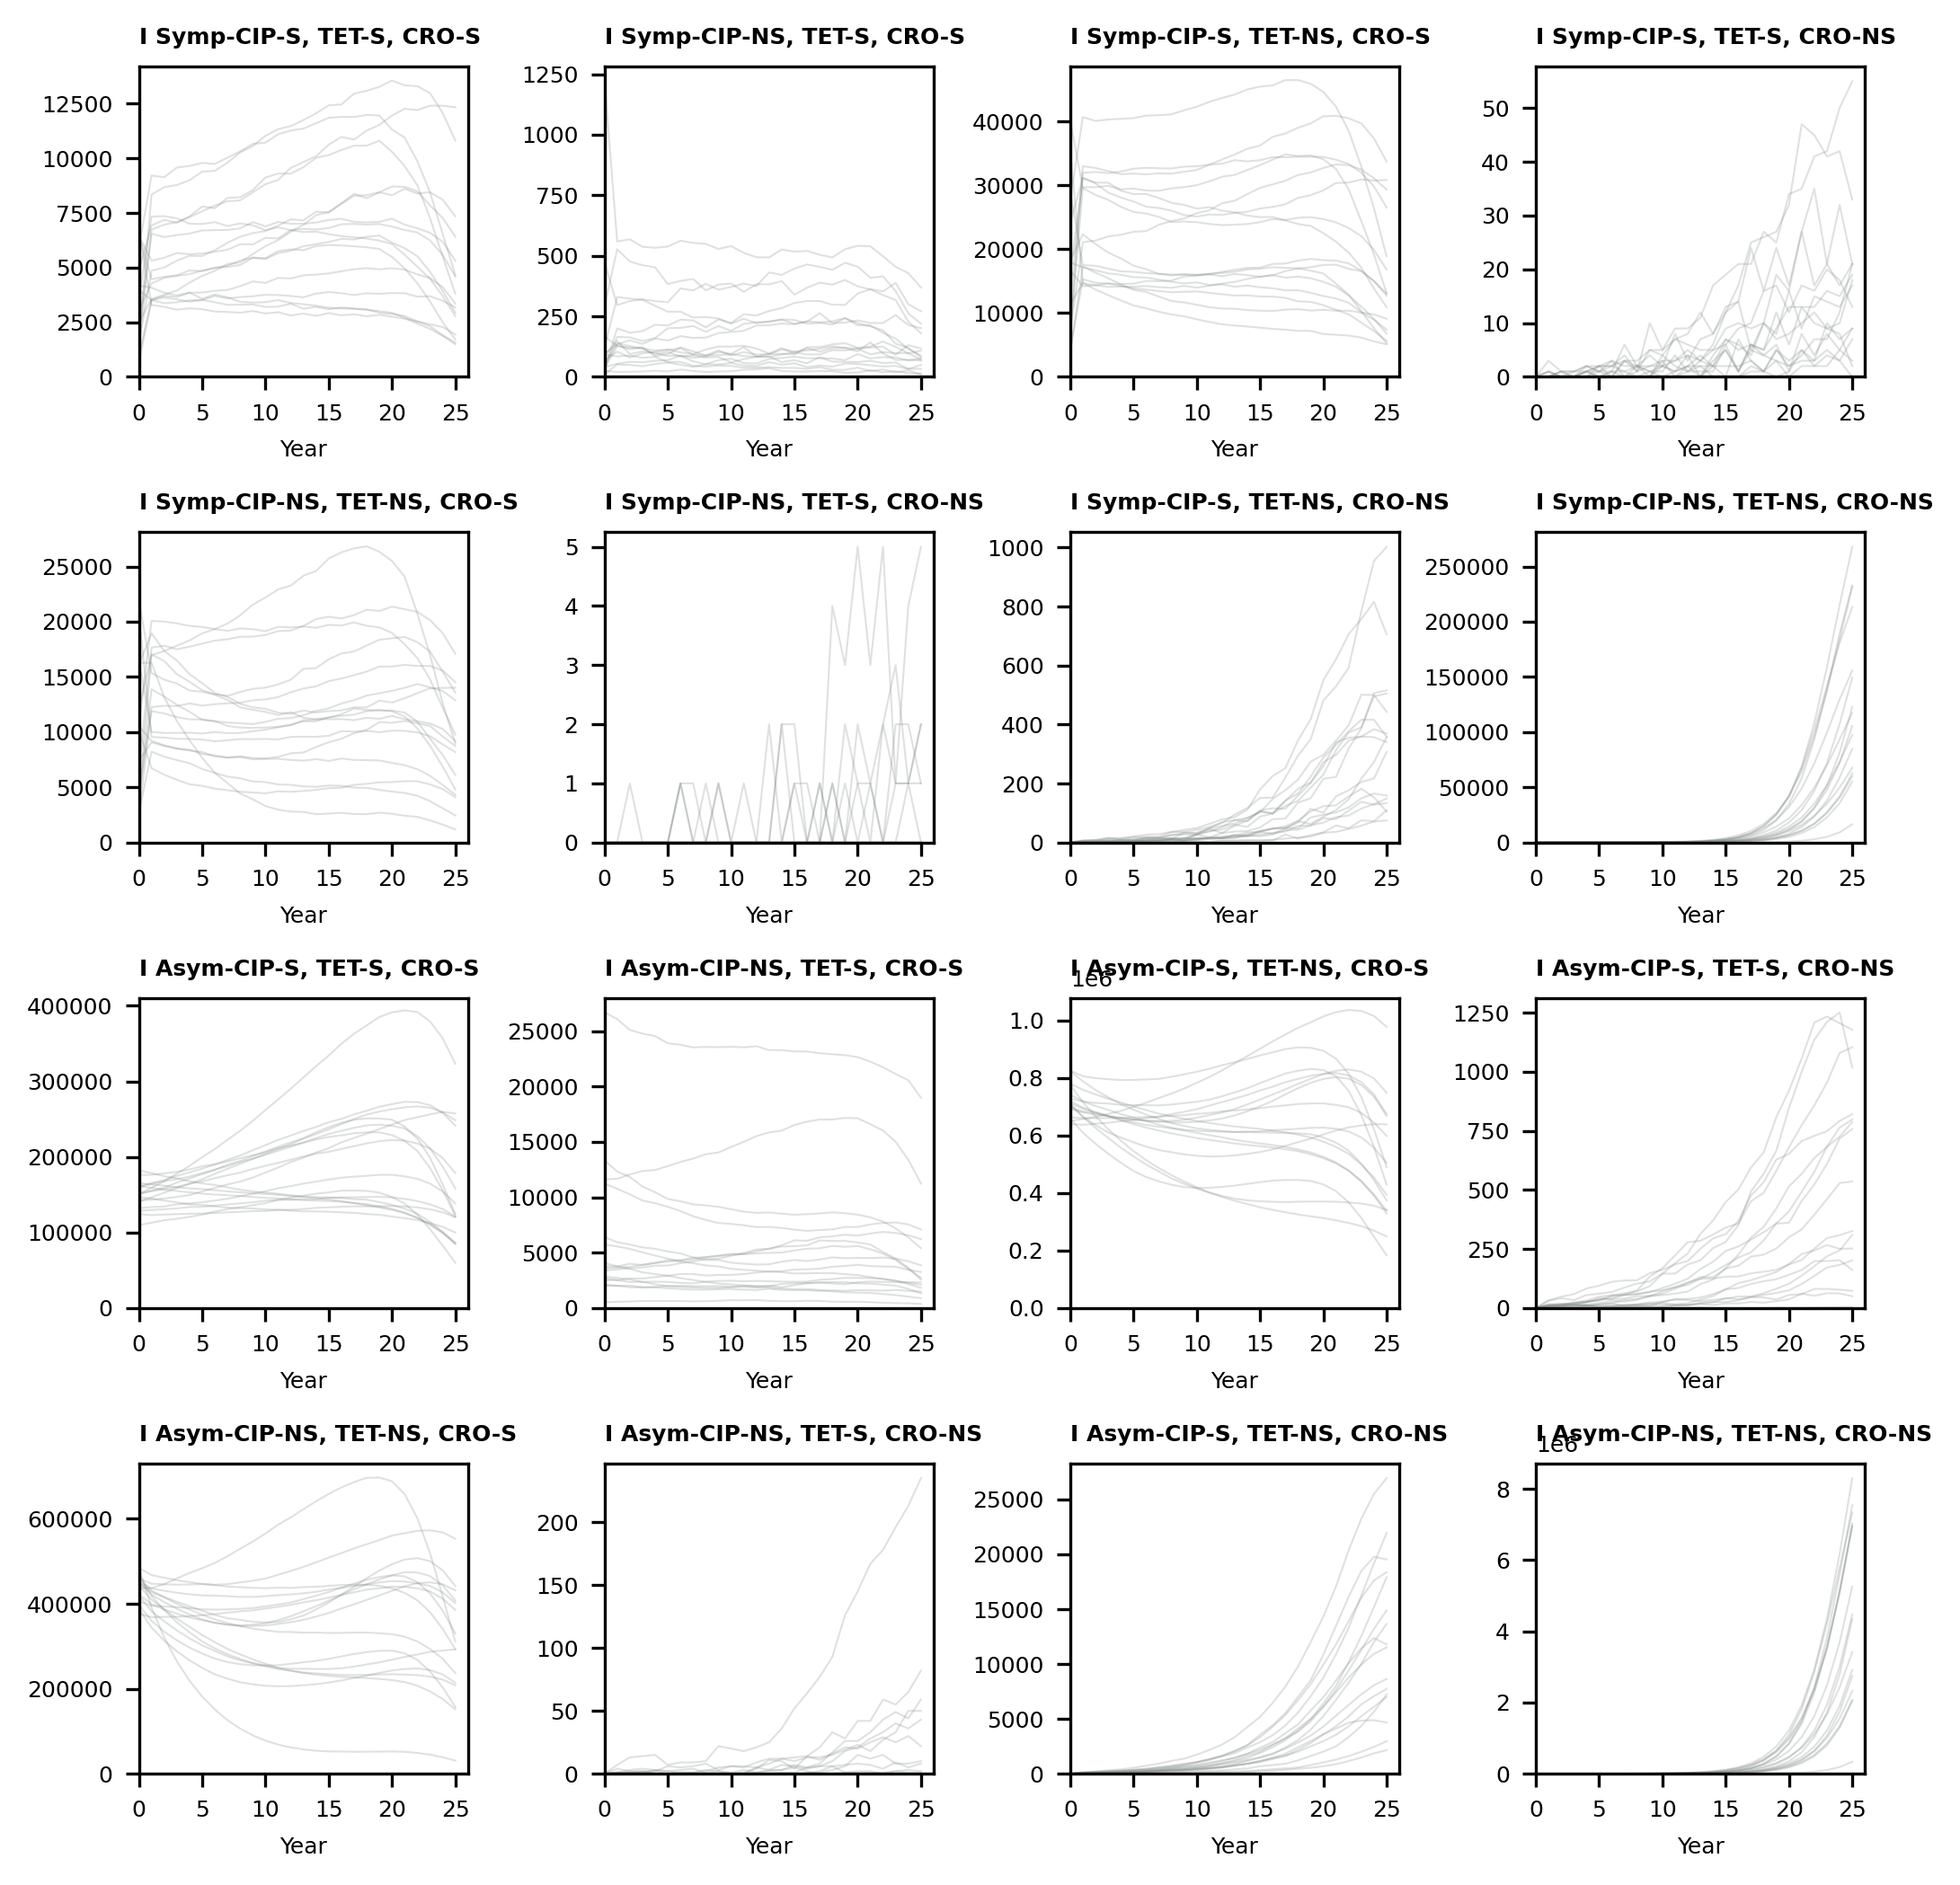 I Symp-CIP-S, TET-S, CRO-S
12500
10000
7500
5000
2500
0
0 5 10 15 20 25
Year
I Symp-CIP-NS, TET-S, CRO-S
1250
1000
750
500
250
0
0 5 10 15 20 25
Year
I Symp-CIP-S, TET-NS, CRO-S
40000
30000
20000
10000
0
0 5 10 15 20 25
Year
I Symp-CIP-S, TET-S, CRO-NS
50
40
30
20
10
0
0 5 10 15 20 25
Year
I Symp-CIP-NS, TET-NS, CRO-S
25000
20000
15000
10000
5000
0
0 5 10 15 20 25
Year
I Symp-CIP-NS, TET-S, CRO-NS
5
4
3
2
1
0
0 5 10 15 20 25
Year
I Symp-CIP-S, TET-NS, CRO-NS
1000
800
600
400
200
0
0 5 10 15 20 25
Year
I Symp-CIP-NS, TET-NS, CRO-NS
250000
200000
150000
100000
50000
0
0 5 10 15 20 25
Year
I Asym-CIP-S, TET-S, CRO-S
400000
300000
200000
100000
0
0 5 10 15 20 25
Year
I Asym-CIP-NS, TET-S, CRO-S
25000
20000
15000
10000
5000
0
0 5 10 15 20 25
Year
I Asym-CIP-S, TET-NS, CRO-S
1e6
1.0
0.8
0.6
0.4
0.2
0.0
0 5 10 15 20 25
Year
I Asym-CIP-S, TET-S, CRO-NS
1250
1000
750
500
250
0
0 5 10 15 20 25
Year
I Asym-CIP-NS, TET-NS, CRO-S
600000
400000
200000
0
0 5 10 15 20 25
Year
I Asym-CIP-NS, TET-S, CRO-NS
200
150
100
50
0
0 5 10 15 20 25
Year
I Asym-CIP-S, TET-NS, CRO-NS
25000
20000
15000
10000
5000
0
0 5 10 15 20 25
Year
I Asym-CIP-NS, TET-NS, CRO-NS
1e6
8
6
4
2
0
0 5 10 15 20 25
Year